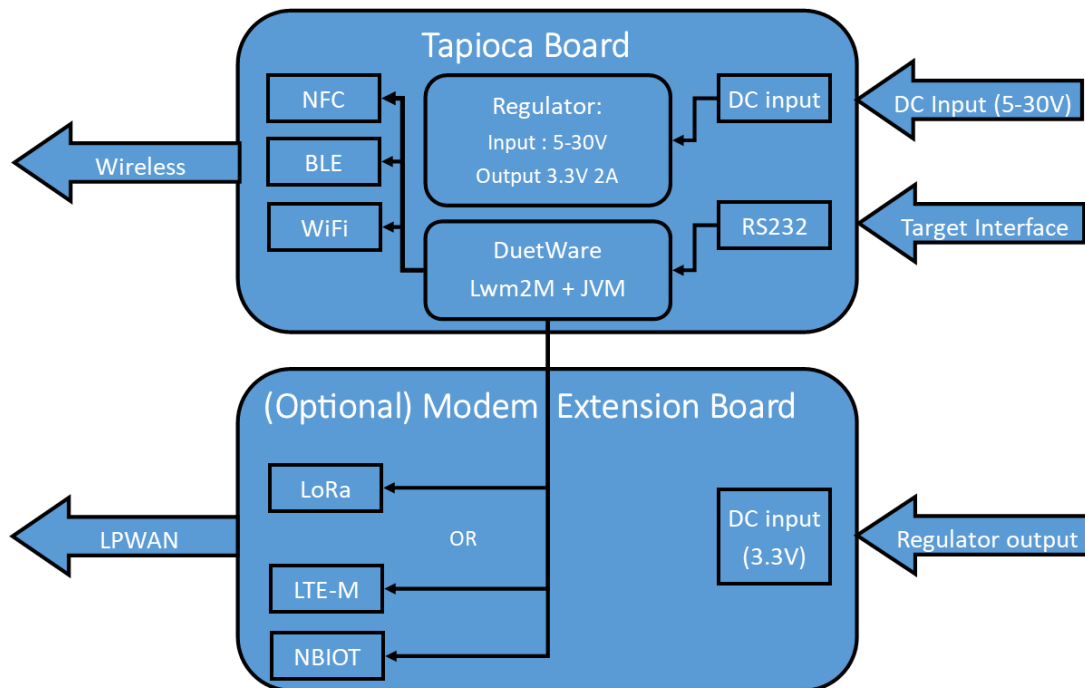 Tapioca Board
NFC
BLE
WiFi
Regulator:
Input : 5-30V
Output 3.3V 2A
DC input
DC Input (5-30V)
Wireless
DuetWare
Lwm2M + JVM
RS232
Target Interface
(Optional) Modem Extension Board
LoRa
OR
LTE-M
NBIOT
DC input
(3.3V)
LPWAN
Regulator output